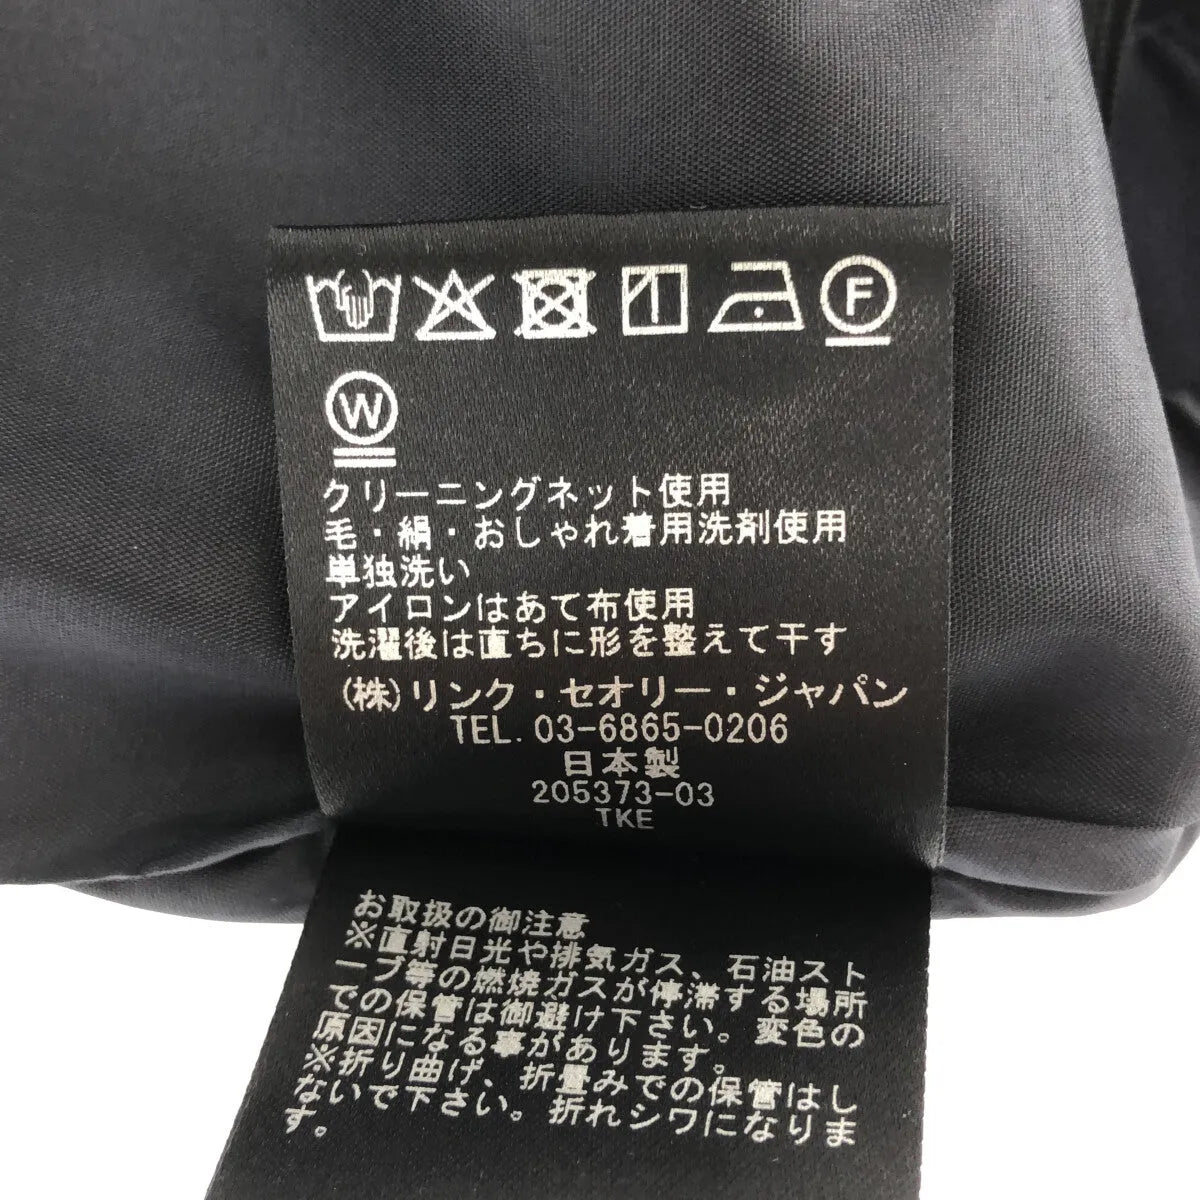 F
W
クリーニングネット使用
毛・絹・おしゃれ着用洗剤使用
単独洗い
アイロンはあて布使用
洗濯後は直ちに形を整えて干す
(株)リンク・セオリー・ジャパン
TEL. 03-6865-0206
日本製
205373-03
TKE
お取扱の御注意
※直射日光や排気ガス、石油スト
ーブ等の燃焼ガスが停滞する場所
での保管は御避け下さい。変色の
原因になる事があります。
※折り曲げ、折畳みでの保管はし
ないで下さい。折れシワになりま
す。